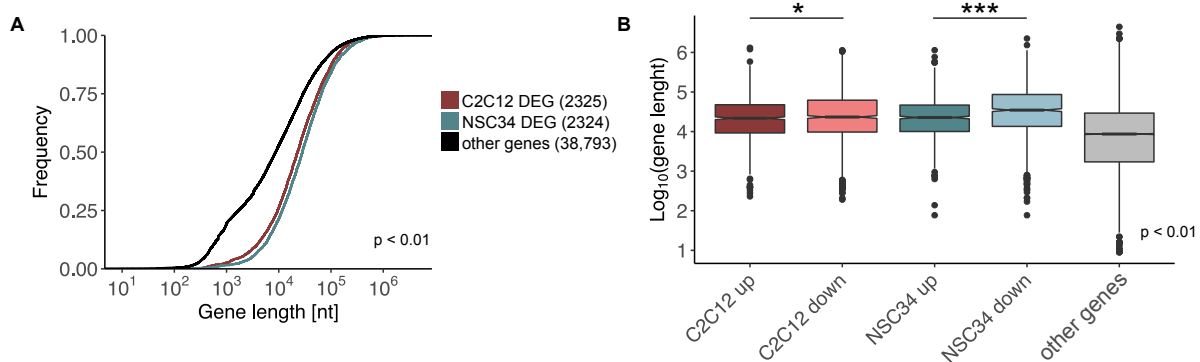 A
1.00
0.75
0.50
0.25
0.00
Frequency
10¹
10²
10³
10⁴
10⁵
10⁶
Gene length [nt]
p < 0.01
C2C12 DEG (2325)
NSC34 DEG (2324)
other genes (38,793)
B
*
***
6
5
4
3
2
1
Log₁₀(gene lenght)
p < 0.01
C2C12 up
C2C12 down
NSC34 up
NSC34 down
other genes